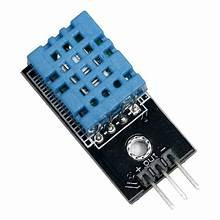 + out -